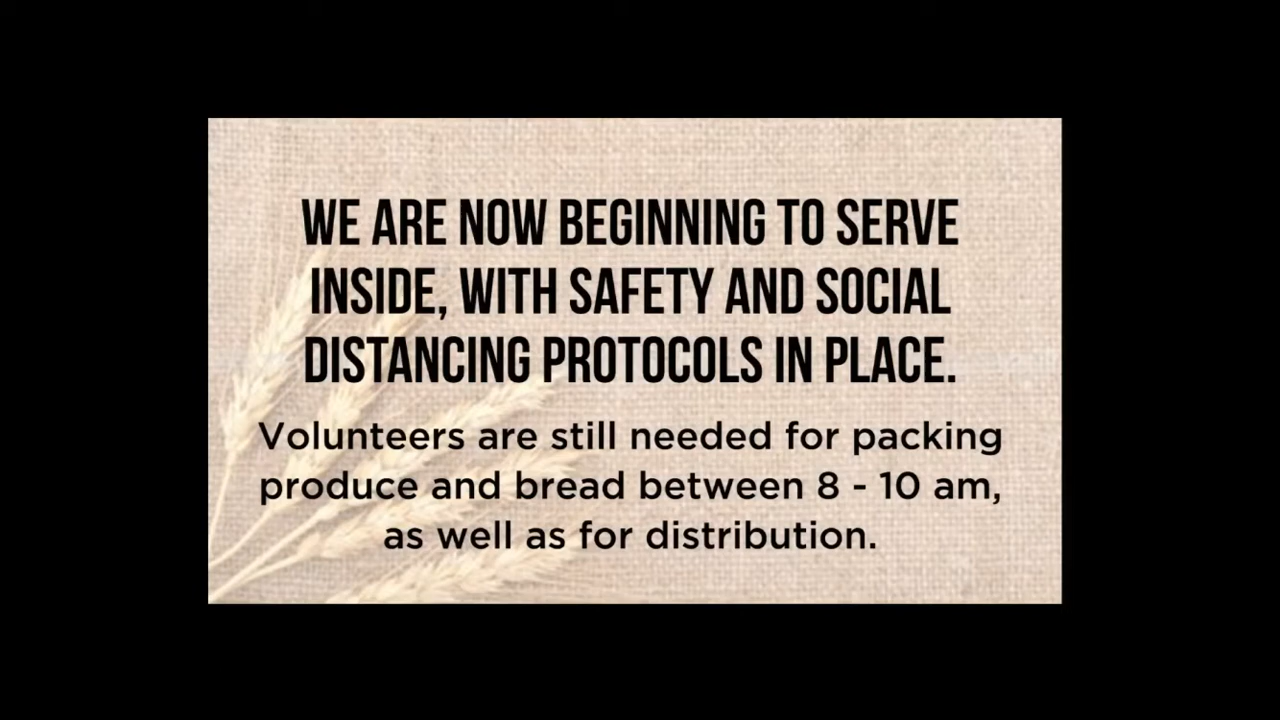 WE ARE NOW BEGINNING TO SERVE
INSIDE, WITH SAFETY AND SOCIAL
DISTANCING PROTOCOLS IN PLACE.
Volunteers are still needed for packing
produce and bread between 8 - 10 am,
as well as for distribution.